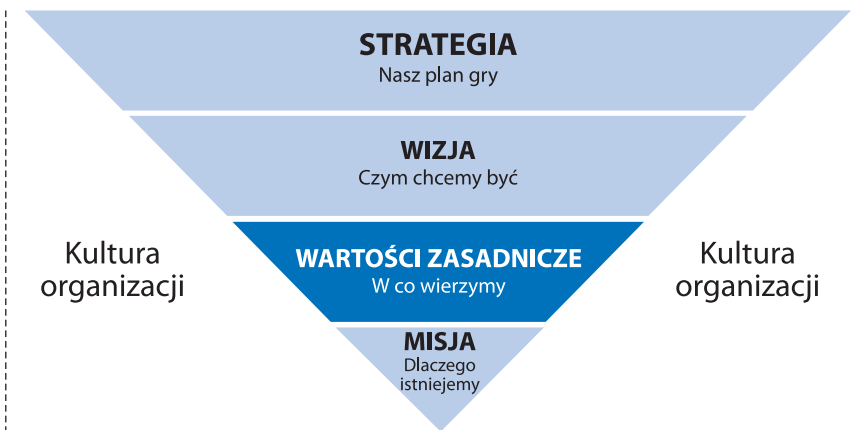 STRATEGIA
Nasz plan gry
WIZJA
Czym chcemy być
Kultura
organizacji
WARTOŚCI ZASADNICZE
W co wierzymy
Kultura
organizacji
MISJA
Dlaczego
istniejemy